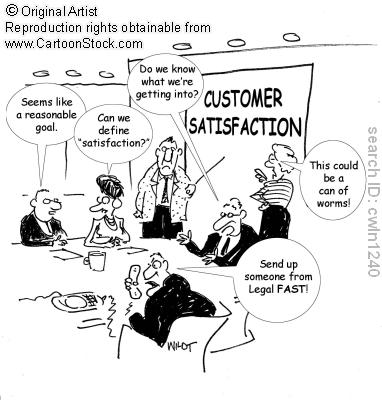 © Original Artist
Reproduction rights obtainable from
www.CartoonStock.com
Do we know
what we're
getting into?
CUSTOMER
SATISFACTION
Seems like
a reasonable
goal.
Can we
define
"satisfaction?"
This could
be a
can of
worms!
Send up
someone from
Legal FAST!
WILOT
search ID: cwln1240